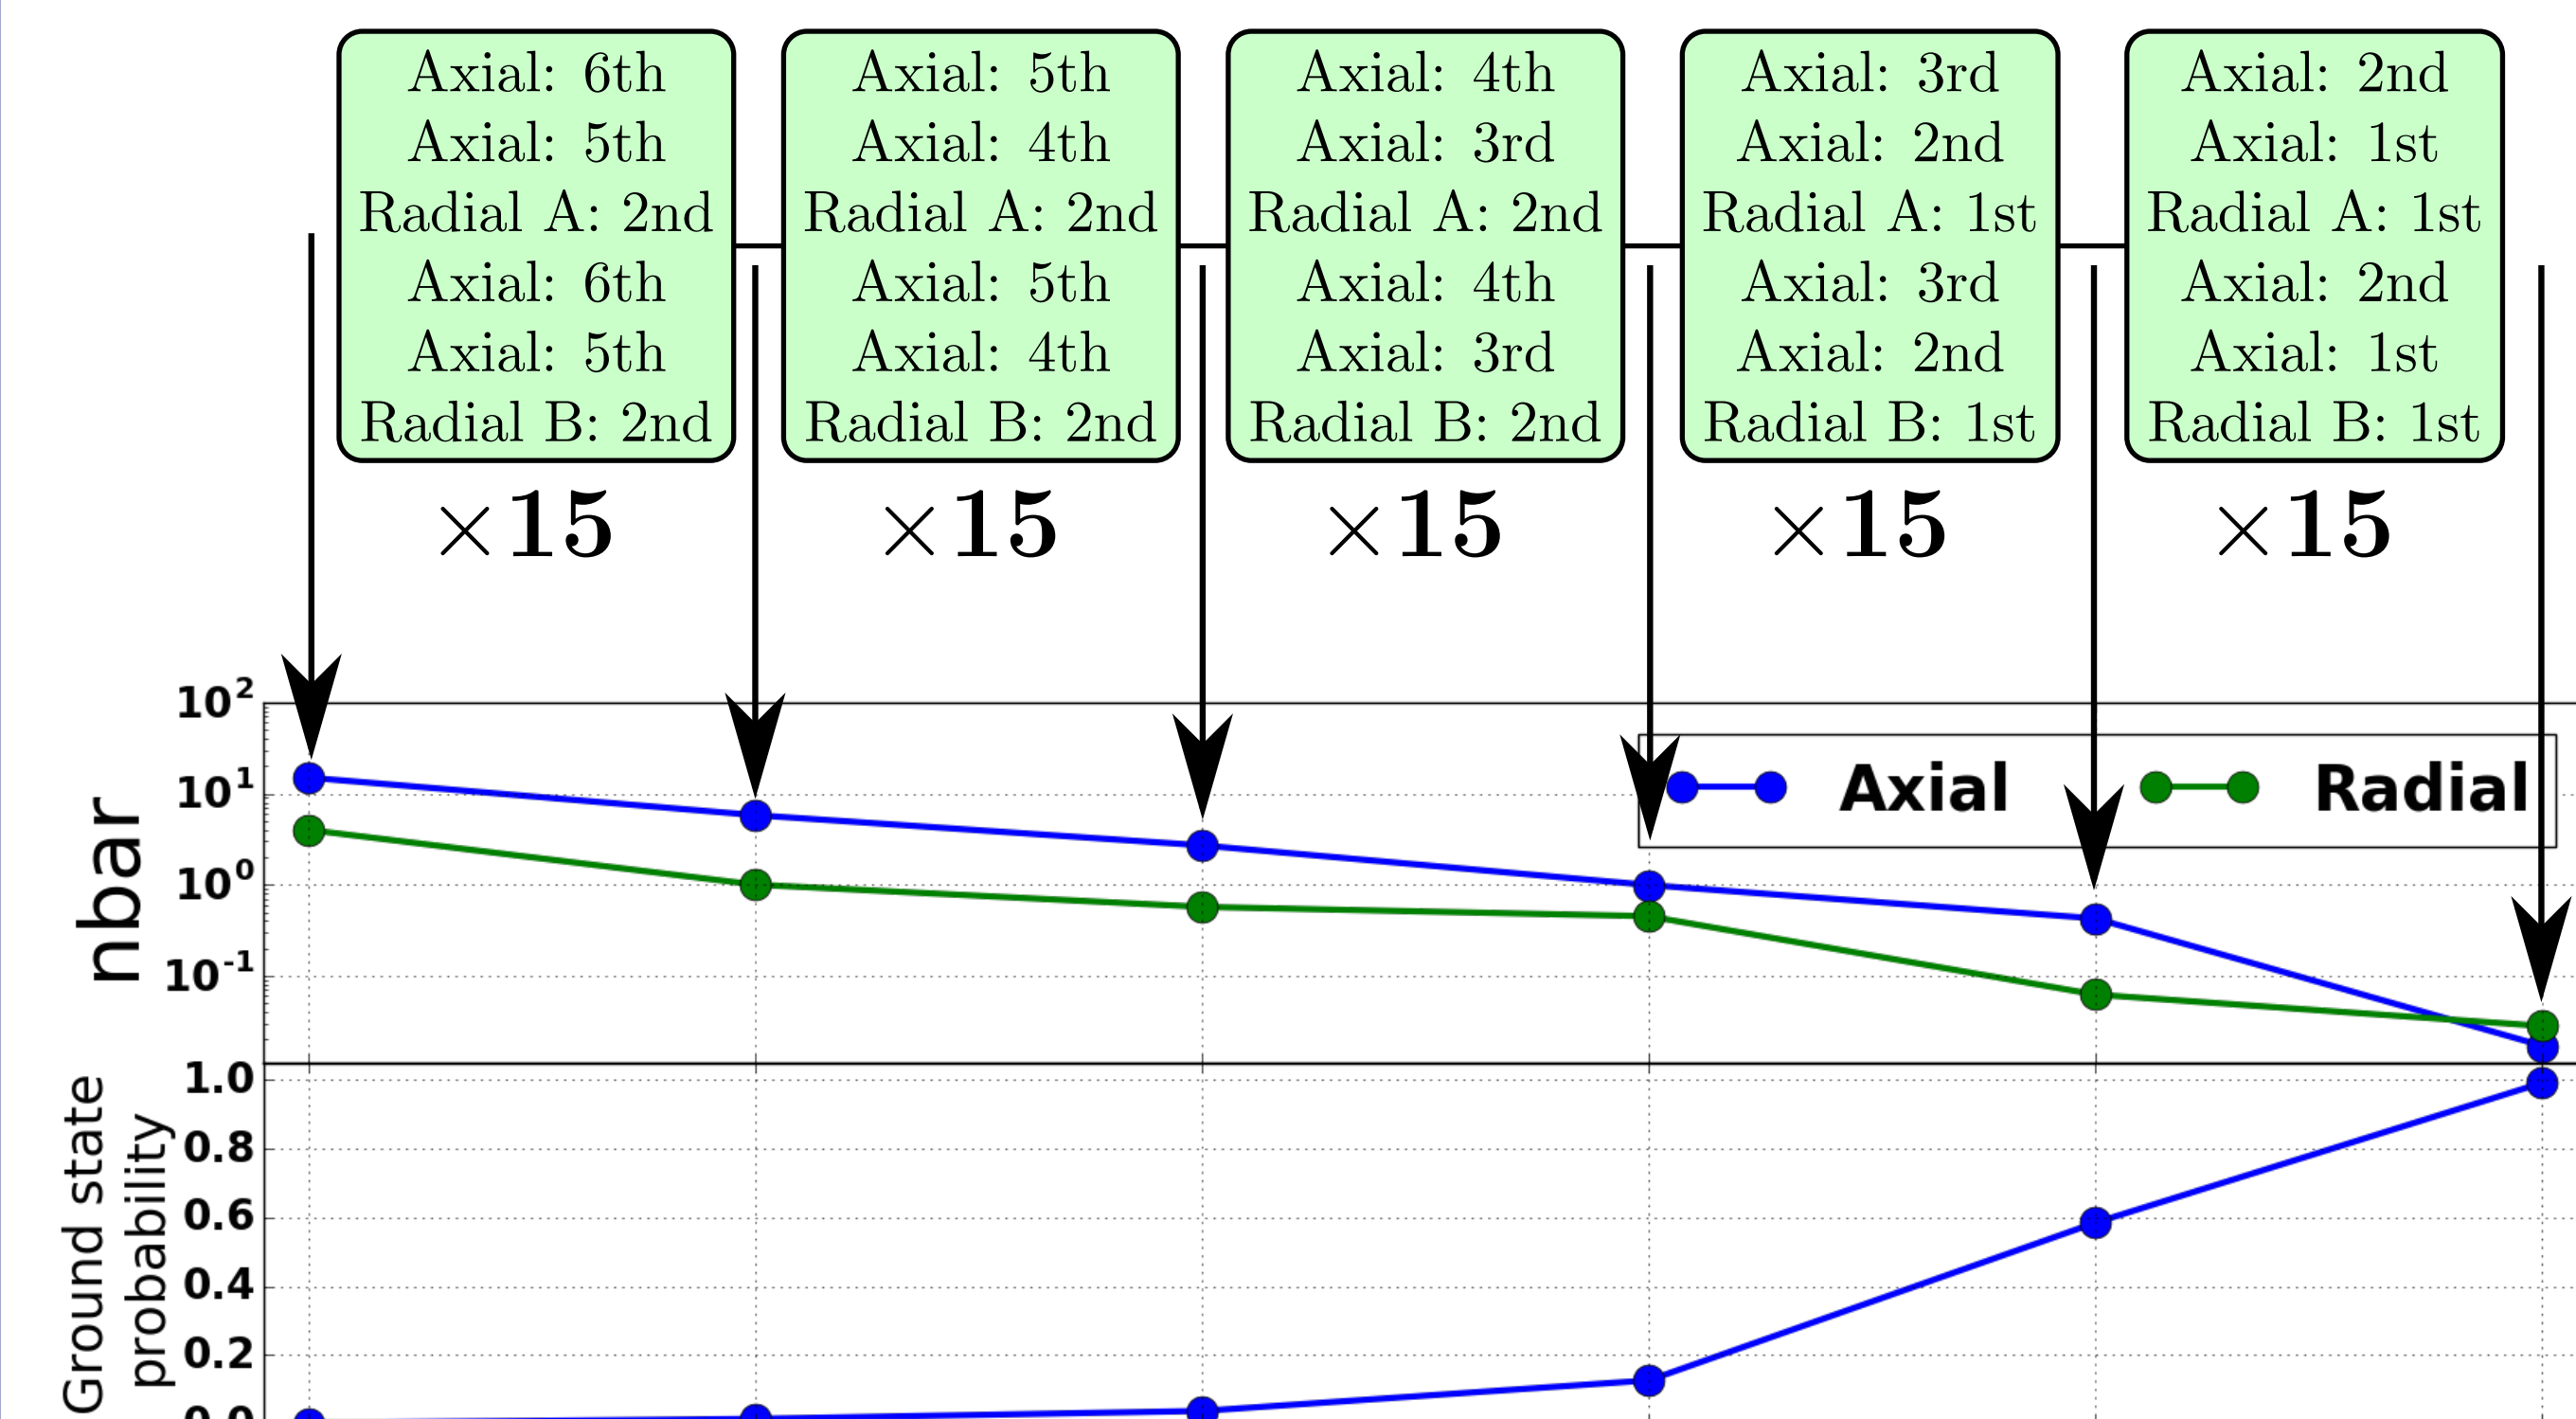 Axial: 6th
Axial: 5th
Radial A: 2nd
Axial: 6th
Axial: 5th
Radial B: 2nd
×15
Axial: 5th
Axial: 4th
Radial A: 2nd
Axial: 5th
Axial: 4th
Radial B: 2nd
×15
Axial: 4th
Axial: 3rd
Radial A: 2nd
Axial: 4th
Axial: 3rd
Radial B: 2nd
×15
Axial: 3rd
Axial: 2nd
Radial A: 1st
Axial: 3rd
Axial: 2nd
Radial B: 1st
×15
Axial: 2nd
Axial: 1st
Radial A: 1st
Axial: 2nd
Axial: 1st
Radial B: 1st
×15
nbar
10²
10¹
10⁰
10⁻¹
Axial
Radial
Ground state
probability
1.0
0.8
0.6
0.4
0.2